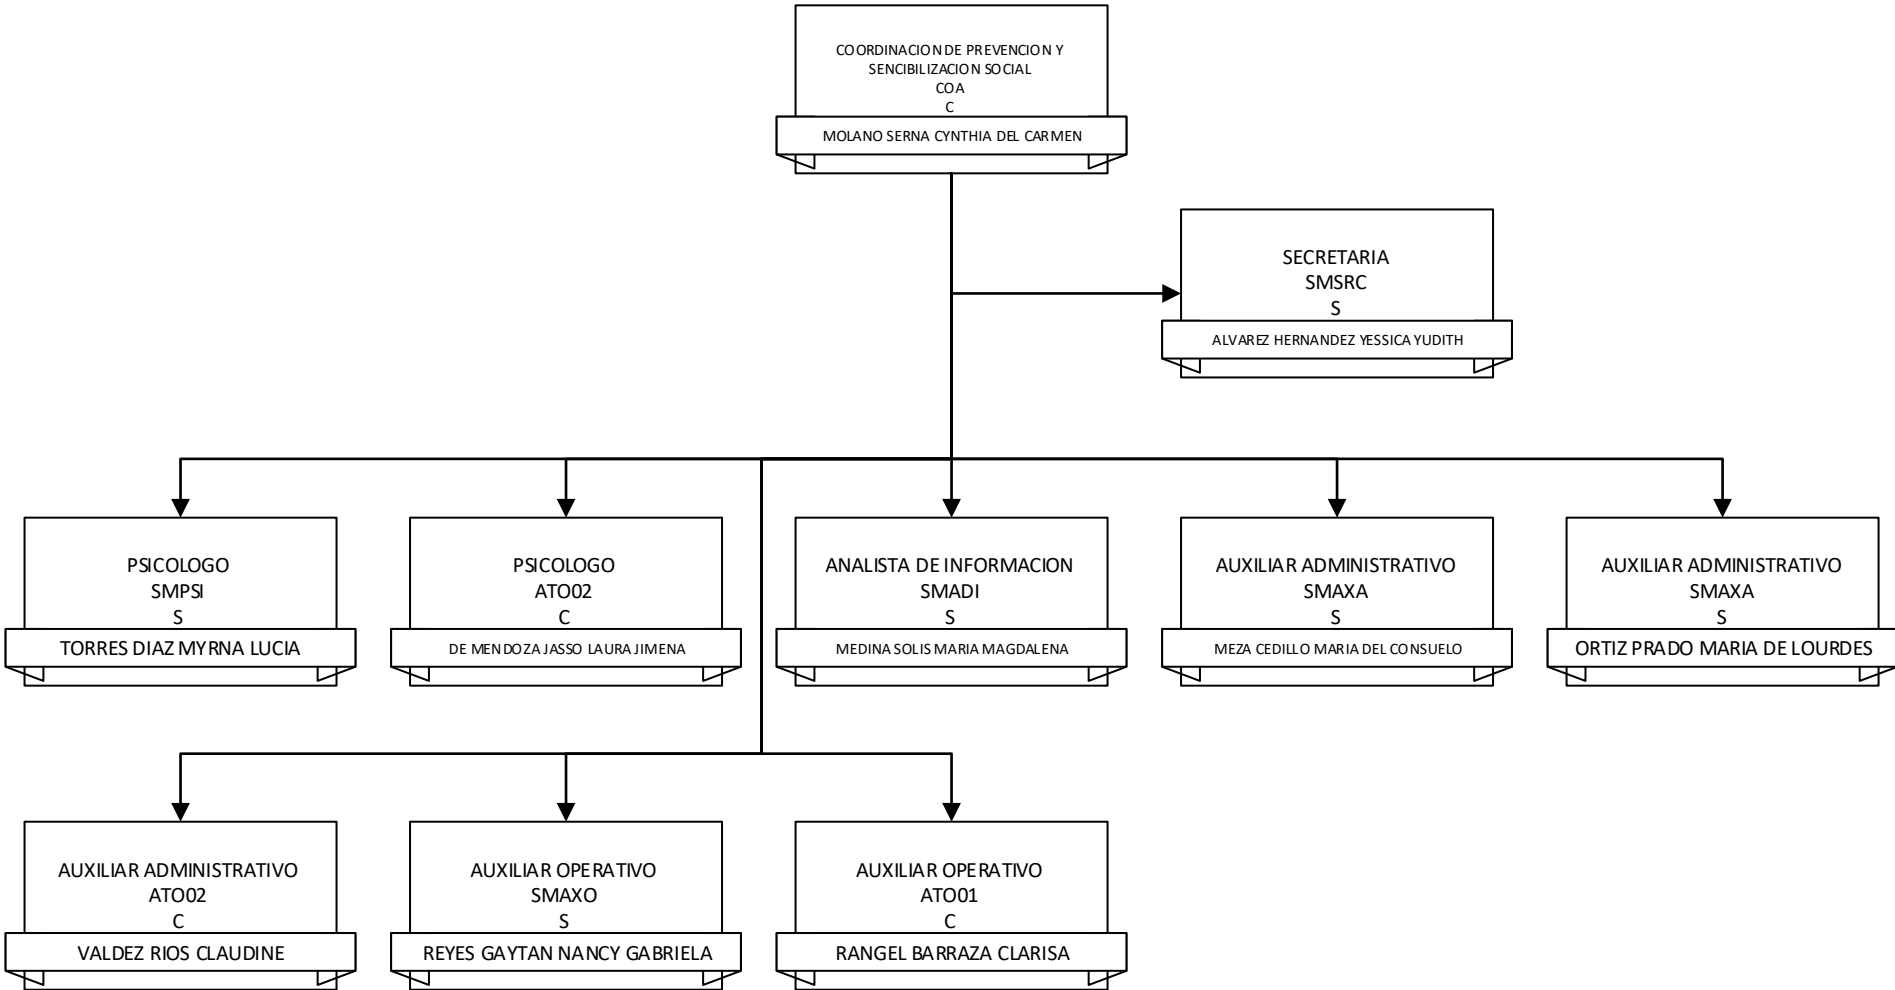 COORDINACION DE PREVENCION Y
SENCIBILIZACION SOCIAL
COA
C
MOLANO SERNA CYNTHIA DEL CARMEN
SECRETARIA
SMSRC
S
ALVAREZ HERNANDEZ YESSICA YUDITH
PSICOLOGO
SMPSI
S
TORRES DIAZ MYRNA LUCIA
PSICOLOGO
ATO02
C
DE MENDOZA JASSO LAURA JIMENA
ANALISTA DE INFORMACION
SMADI
S
MEDINA SOLIS MARIA MAGDALENA
AUXILIAR ADMINISTRATIVO
SMAXA
S
MEZA CEDILLO MARIA DEL CONSUELO
AUXILIAR ADMINISTRATIVO
SMAXA
S
ORTIZ PRADO MARIA DE LOURDES
AUXILIAR ADMINISTRATIVO
ATO02
C
VALDEZ RIOS CLAUDINE
AUXILIAR OPERATIVO
SMAXO
S
REYES GAYTAN NANCY GABRIELA
AUXILIAR OPERATIVO
ATO01
C
RANGEL BARRAZA CLARISA